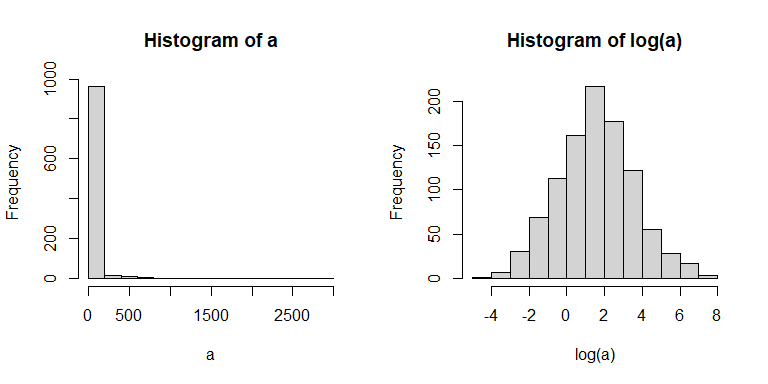 Histogram of a
Frequency
0 200 600 1000
0 500 1500 2500
a
Histogram of log(a)
Frequency
0 50 100 150 200
-4 -2 0 2 4 6 8
log(a)